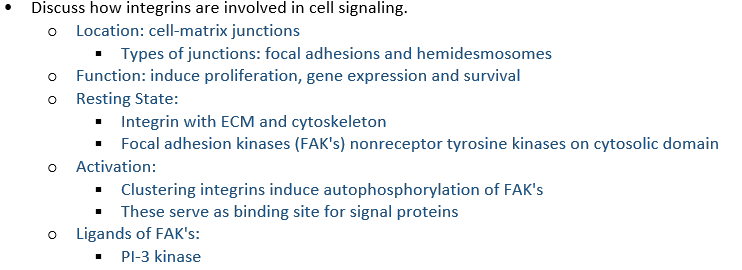 • Discuss how integrins are involved in cell signaling.
o Location: cell-matrix junctions
▪ Types of junctions: focal adhesions and hemidesmosomes
o Function: induce proliferation, gene expression and survival
o Resting State:
▪ Integrin with ECM and cytoskeleton
▪ Focal adhesion kinases (FAK's) nonreceptor tyrosine kinases on cytosolic domain
o Activation:
▪ Clustering integrins induce autophosphorylation of FAK's
▪ These serve as binding site for signal proteins
o Ligands of FAK's:
▪ PI-3 kinase